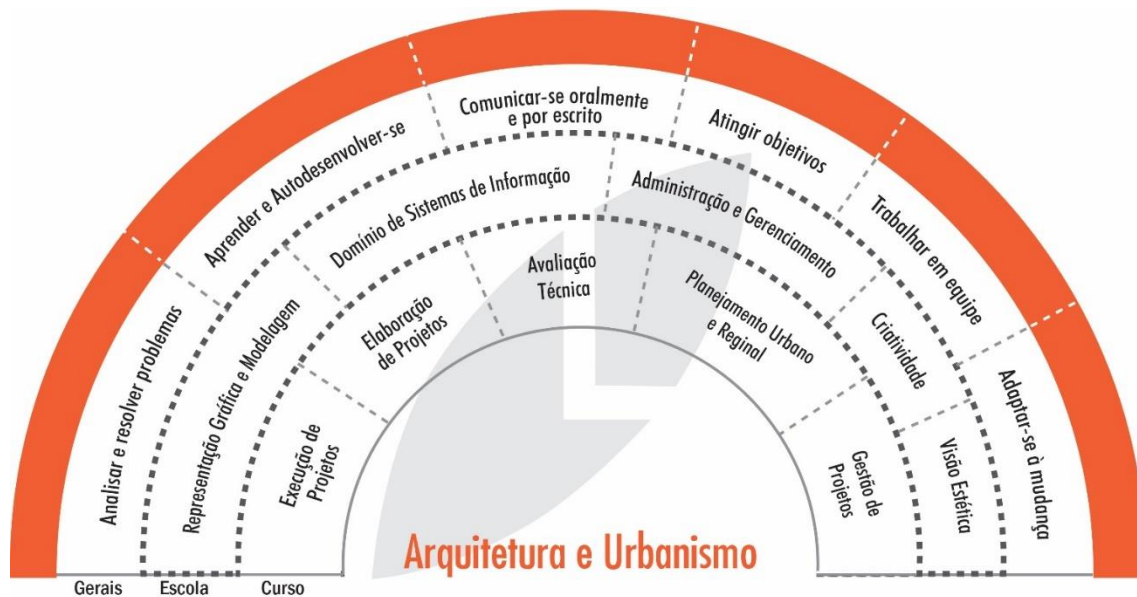 Analisar e resolver problemas
Aprender e Autodesenvolver-se
Comunicar-se oralmente
e por escrito
Atingir objetivos
Trabalhar em equipe
Adaptar-se à mudança
Representação Gráfica e Modelagem
Domínio de Sistemas de Informação
Administração e Gerenciamento
Criatividade
Visão Estética
Execução de
Projetos
Elaboração
de Projetos
Avaliação
Técnica
Planejamento Urbano
e Reginal
Gestão de
Projetos
Arquitetura e Urbanismo
Gerais
Escola
Curso